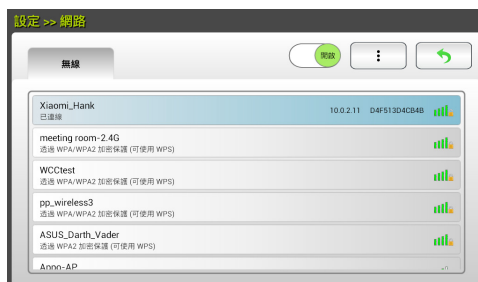 設定 >> 網路
無線
開啟
Xiaomi_Hank
10.0.2.11 D4F513D4CB4B
已連線
meeting room-2.4G
透過 WPA/WPA2 加密保護 (可使用 WPS)
WCCtest
透過 WPA/WPA2 加密保護 (可使用 WPS)
pp_wireless3
透過 WPA/WPA2 加密保護 (可使用 WPS)
ASUS_Darth_Vader
透過 WPA2 加密保護 (可使用 WPS)
Aopo-AP